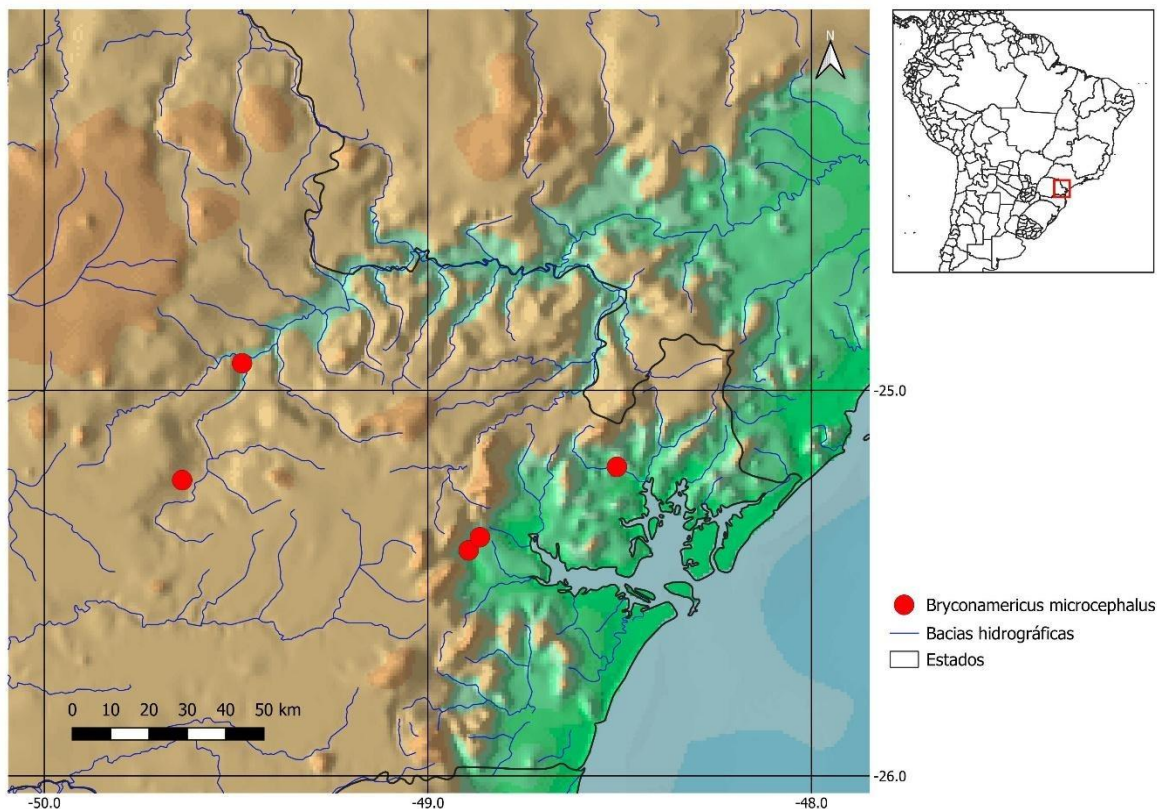 N
-25.0
Bryconamericus microcephalus
Bacias hidrográficas
Estados
0 10 20 30 40 50 km
-26.0
-50.0 -49.0 -48.0